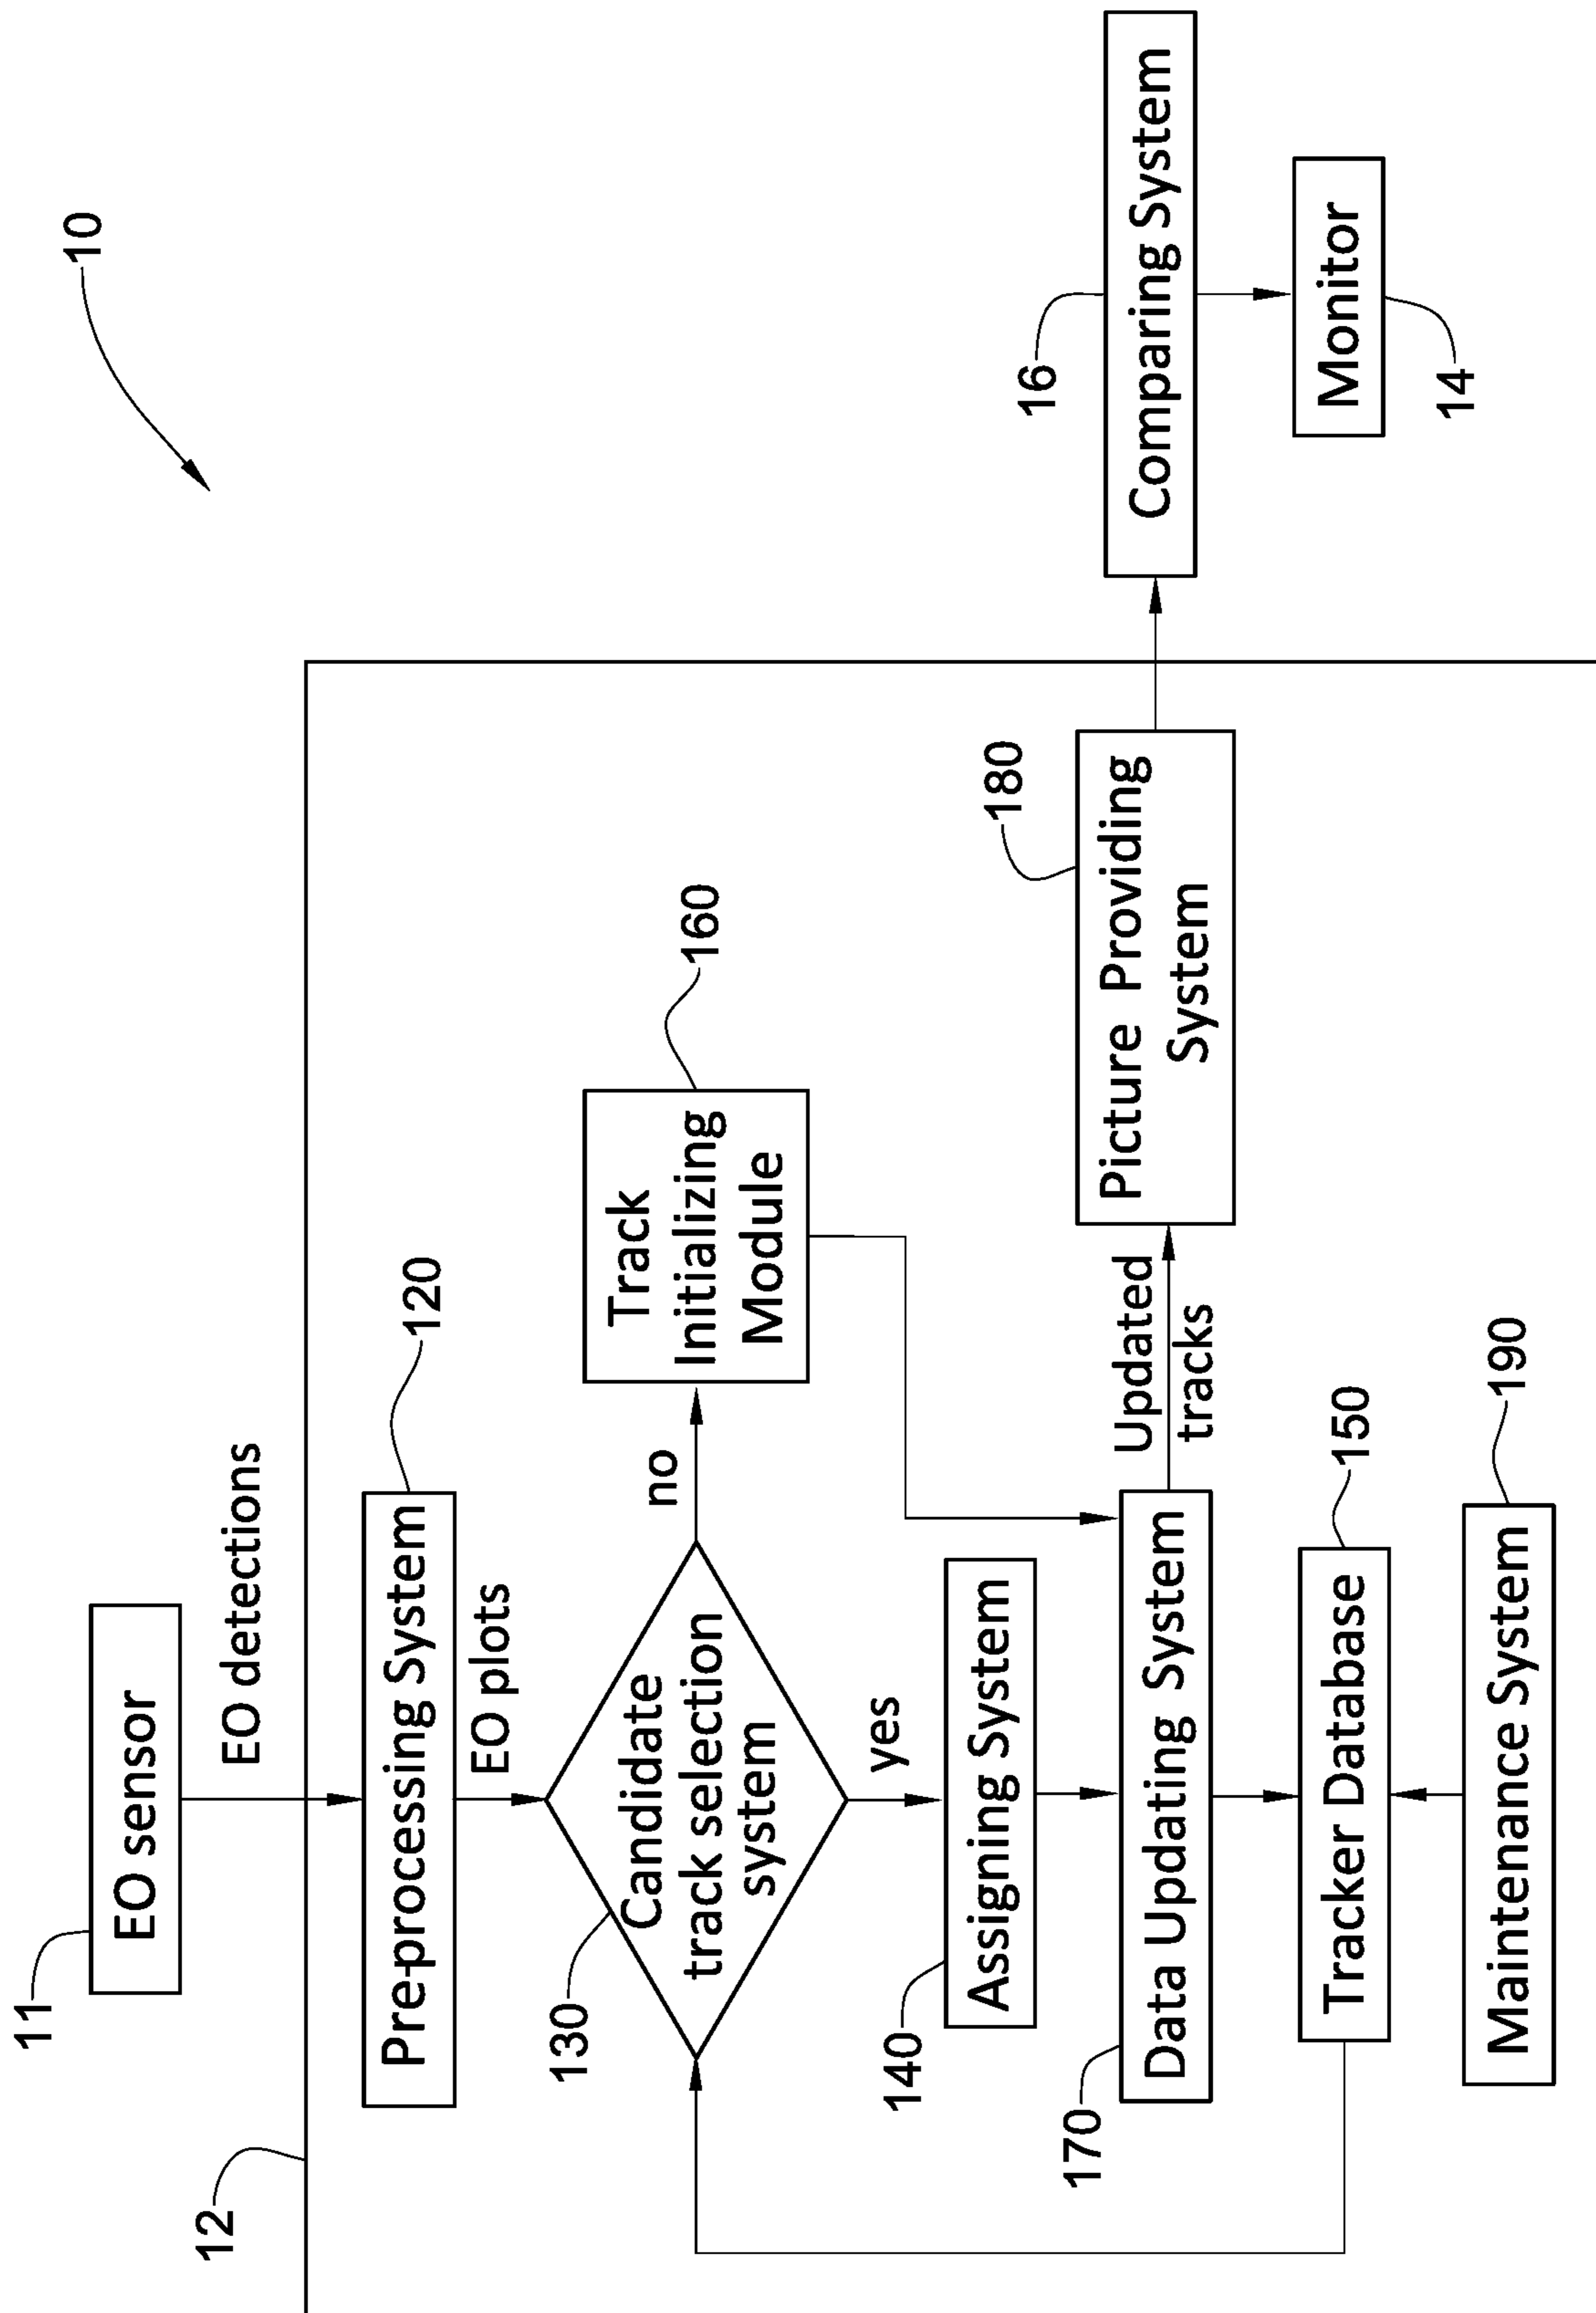 10
11
EO sensor
EO detections
12
Pre-processing System
120
EO plots
130
Candidate
track selection
system
no
Track
Initializing
Module
160
yes
140
Assigning System
170
Data Updating System
Updated
tracks
Picture Providing
System
180
16
Comparing System
Monitor
14
Tracker Database
150
Maintenance System
190